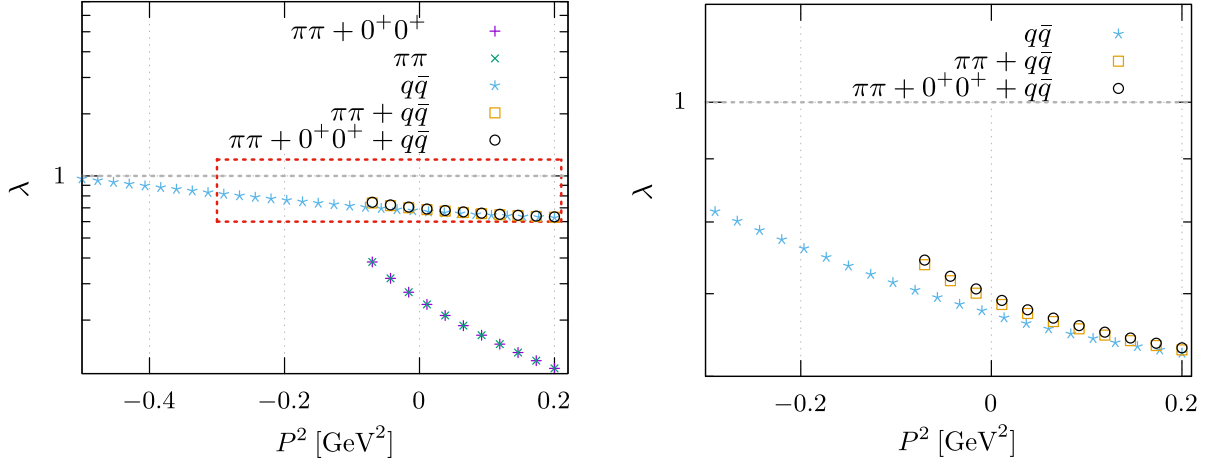 ππ + 0⁺0⁺
ππ
qq̄
ππ + qq̄
ππ + 0⁺0⁺ + qq̄
1
λ
−0.4
−0.2
0
0.2
P² [GeV²]
qq̄
ππ + qq̄
ππ + 0⁺0⁺ + qq̄
1
λ
−0.2
0
0.2
P² [GeV²]